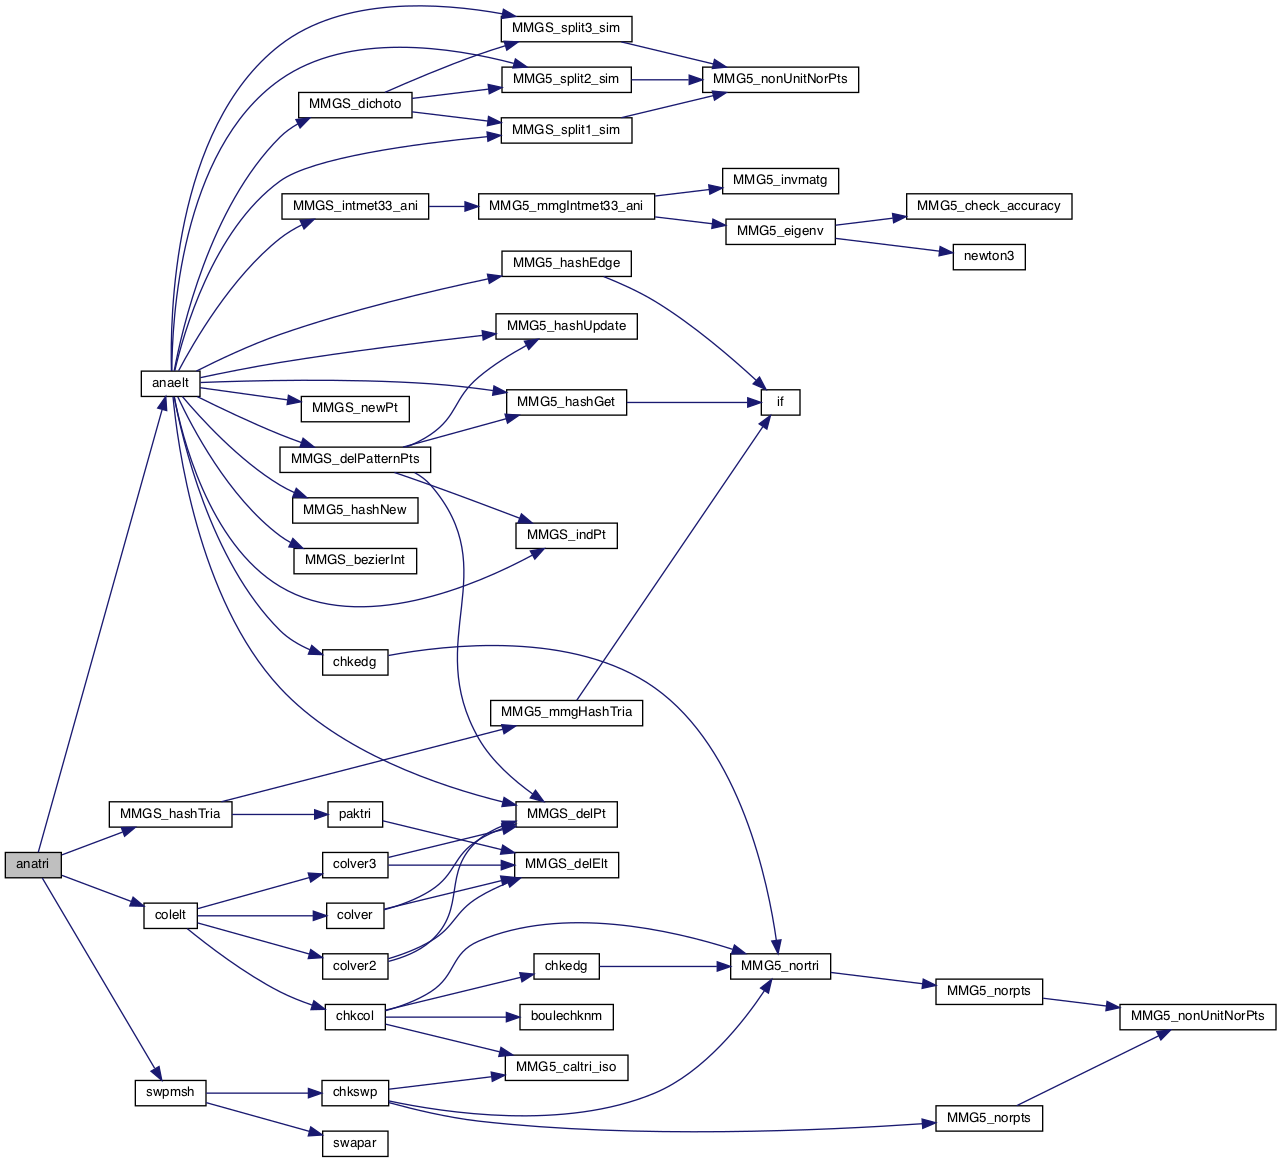 MMGS_split3_sim
MMG5_split2_sim
MMG5_nonUnitNorPts
MMGS_dichoto
MMGS_split1_sim
MMG5_invmatg
MMGS_intmet33_ani
MMG5_mmgIntmet33_ani
MMG5_check_accuracy
MMG5_eigenv
newton3
MMG5_hashEdge
MMG5_hashUpdate
anaelt
MMGS_newPt
MMG5_hashGet
if
MMGS_delPatternPts
MMG5_hashNew
MMGS_indPt
MMGS_bezierInt
chkedg
MMG5_mmgHashTria
MMGS_hashTria
paktri
MMGS_delPt
anatri
colver3
MMGS_delElt
colelt
colver
colver2
chkedg
MMG5_nortri
MMG5_norpts
chkcol
boulechknm
MMG5_nonUnitNorPts
MMG5_caltri_iso
swpmsh
chkswp
MMG5_norpts
swapar